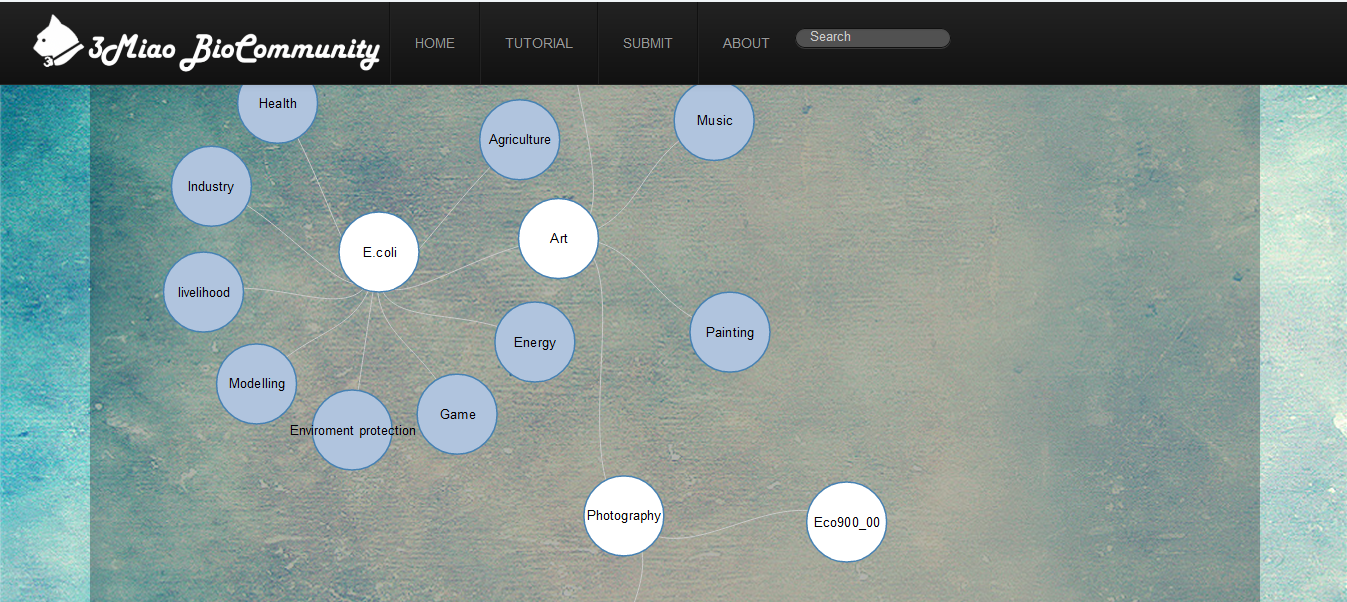 3Miao BioCommunity
HOME
TUTORIAL
SUBMIT
ABOUT
Search
3
Health
Music
Agriculture
Industry
Art
E.coli
livelihood
Painting
Energy
Modelling
Game
Enviroment protection
Photography
Eco900_00